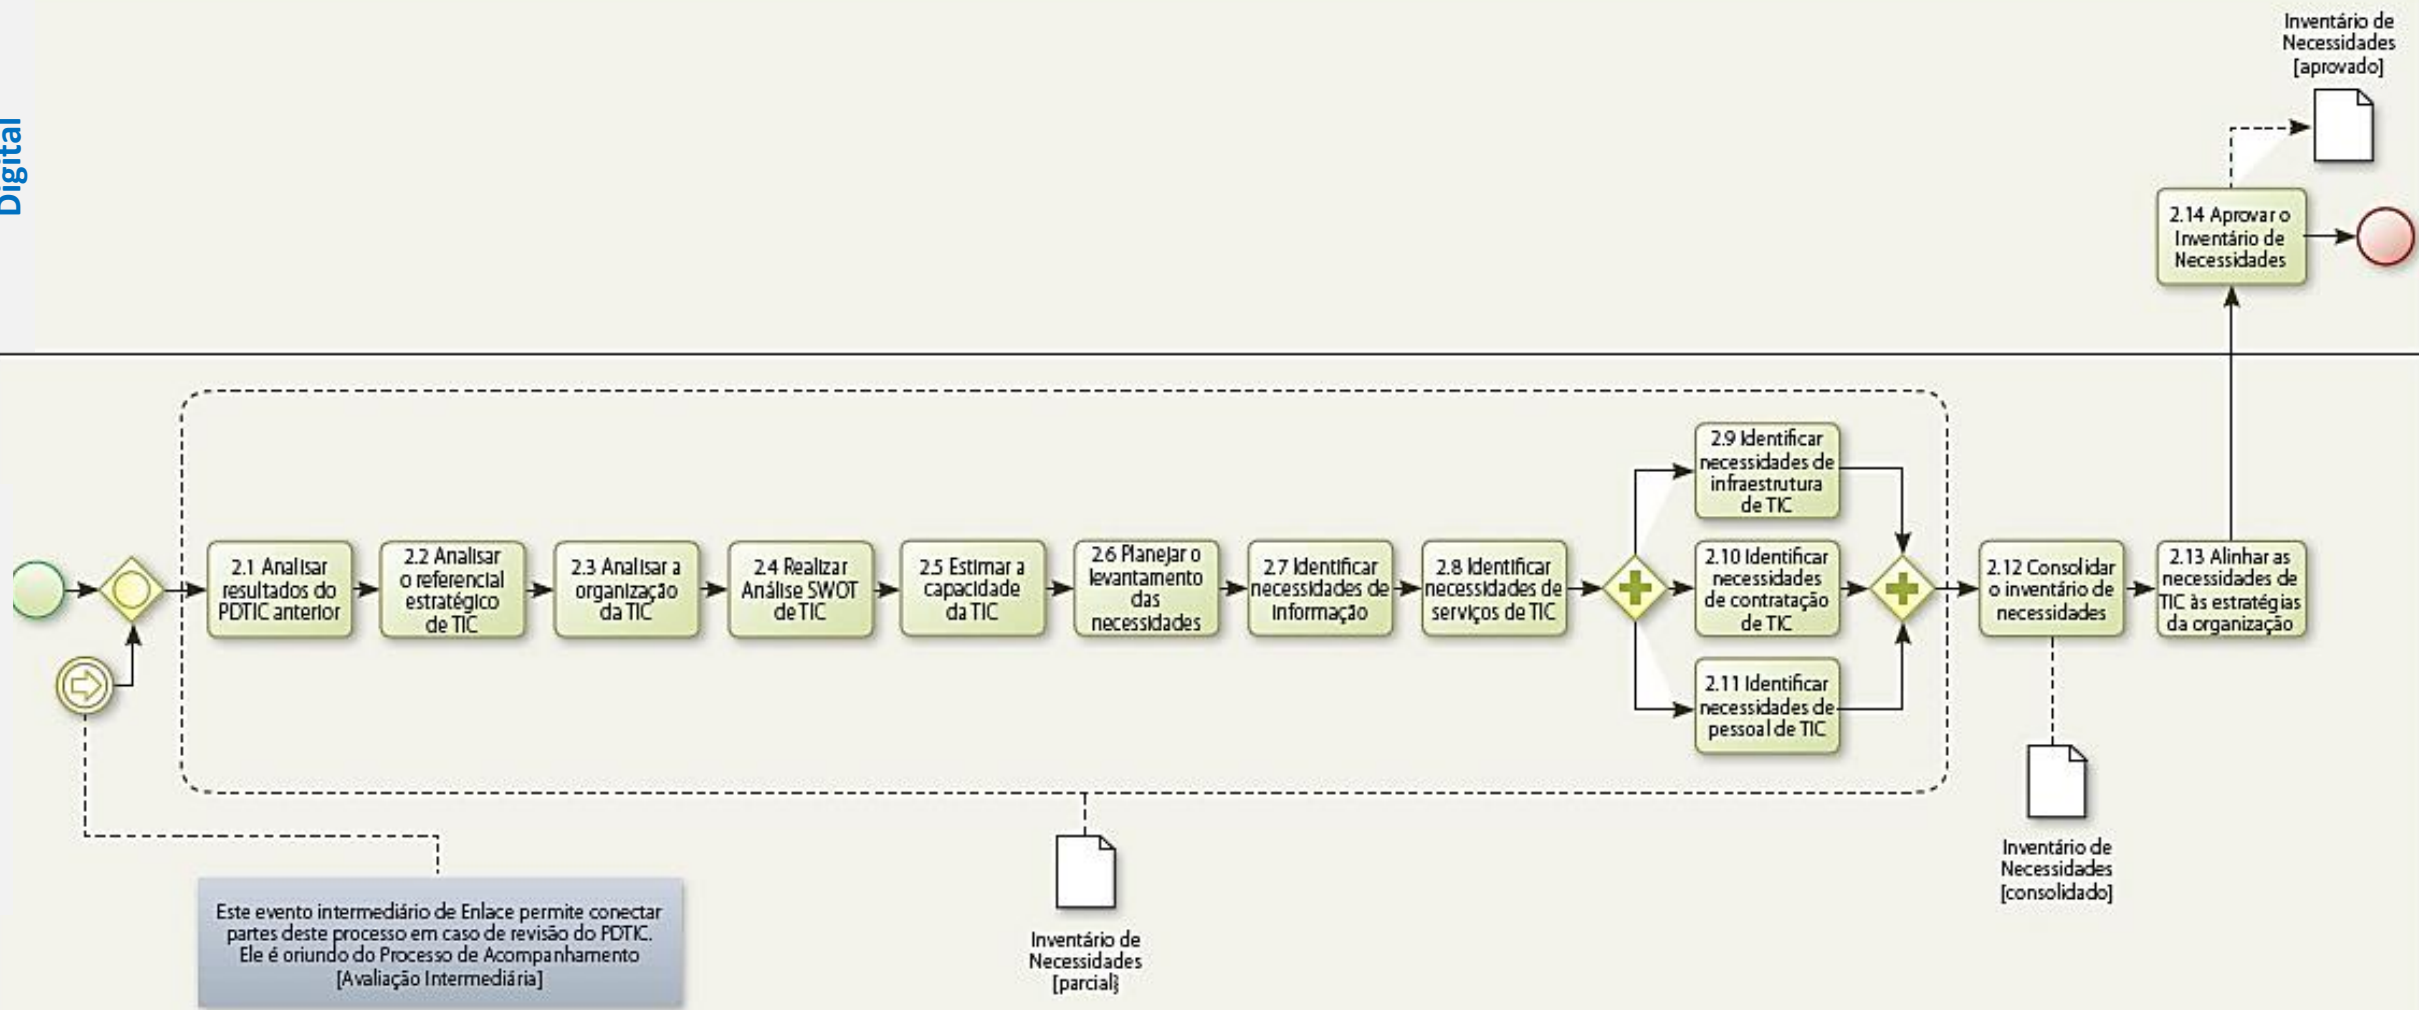 Inventário de
Necessidades
[aprovado]
Digital
2.14 Aprovar o
Inventário de
Necessidades
2.9 Identificar
necessidades de
infraestrutura
de TIC
2.1 Analisar
resultados do
PDTIC anterior
2.2 Analisar
o referencial
estratégico
de TIC
2.3 Analisar a
organização
da TIC
2.4 Realizar
Análise SWOT
de TIC
2.5 Estimar a
capacidade
da TIC
2.6 Planejar o
levantamento
das
necessidades
2.7 Identificar
necessidades de
informação
2.8 Identificar
necessidades de
serviços de TIC
2.10 Identificar
necessidades
de contratação
de TIC
2.11 Identificar
necessidades de
pessoal de TIC
2.12 Consolidar
o inventário de
necessidades
2.13 Alinhar as
necessidades de
TIC às estratégias
da organização
Este evento intermediário de Enlace permite conectar
partes deste processo em caso de revisão do PDTIC.
Ele é oriundo do Processo de Acompanhamento
[Avaliação Intermediária]
Inventário de
Necessidades
[parcial}
Inventário de
Necessidades
[consolidado]